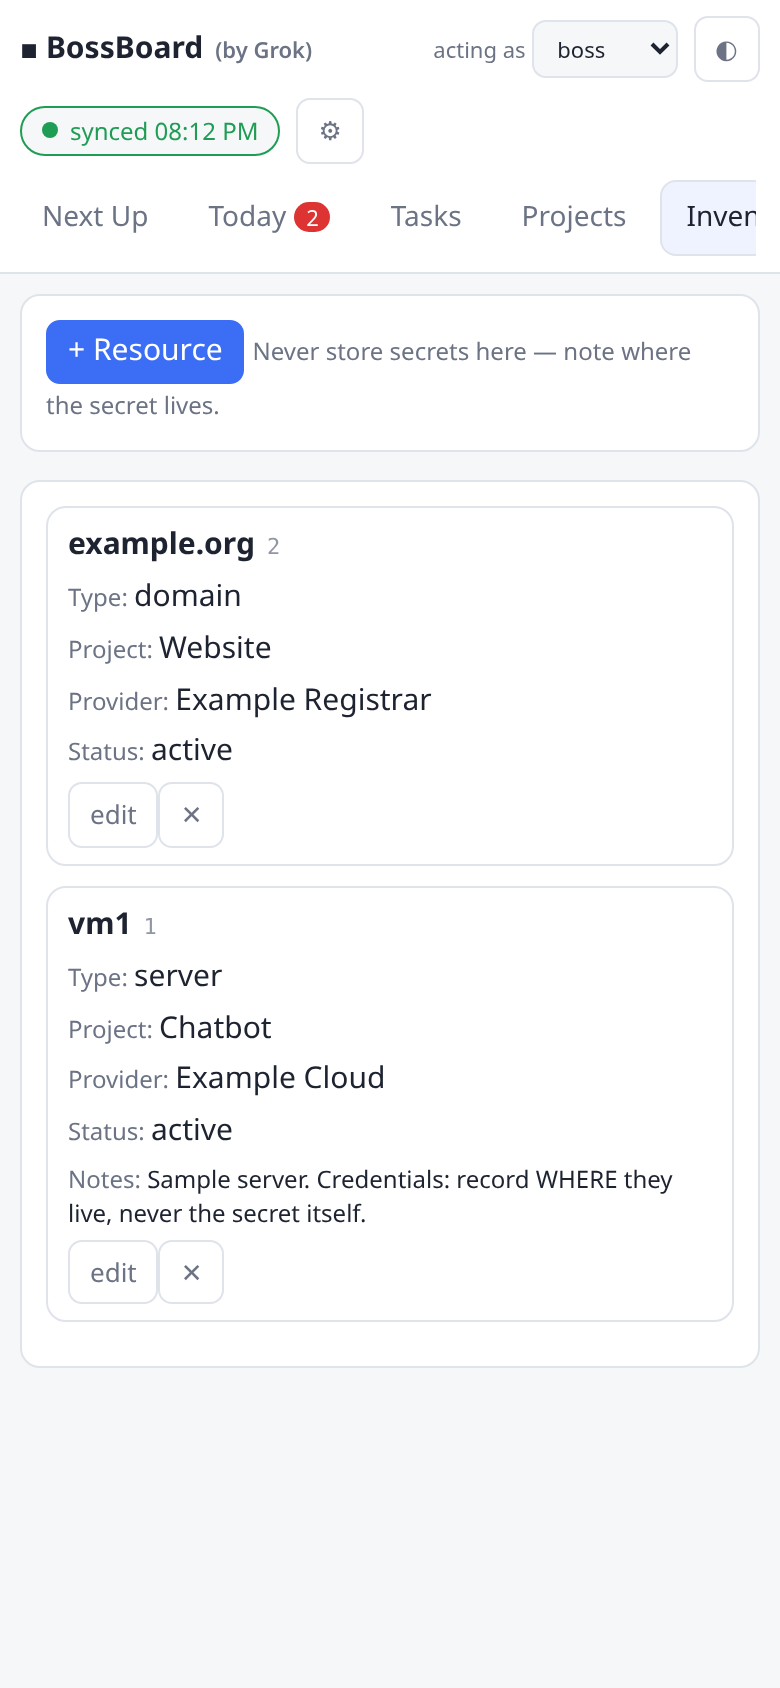 ■ BossBoard (by Grok) acting as boss
synced 08:12 PM
Next Up Today 2 Tasks Projects Inven
+ Resource Never store secrets here — note where
the secret lives.
example.org 2
Type: domain
Project: Website
Provider: Example Registrar
Status: active
edit ✕
vm1 1
Type: server
Project: Chatbot
Provider: Example Cloud
Status: active
Notes: Sample server. Credentials: record WHERE they
live, never the secret itself.
edit ✕